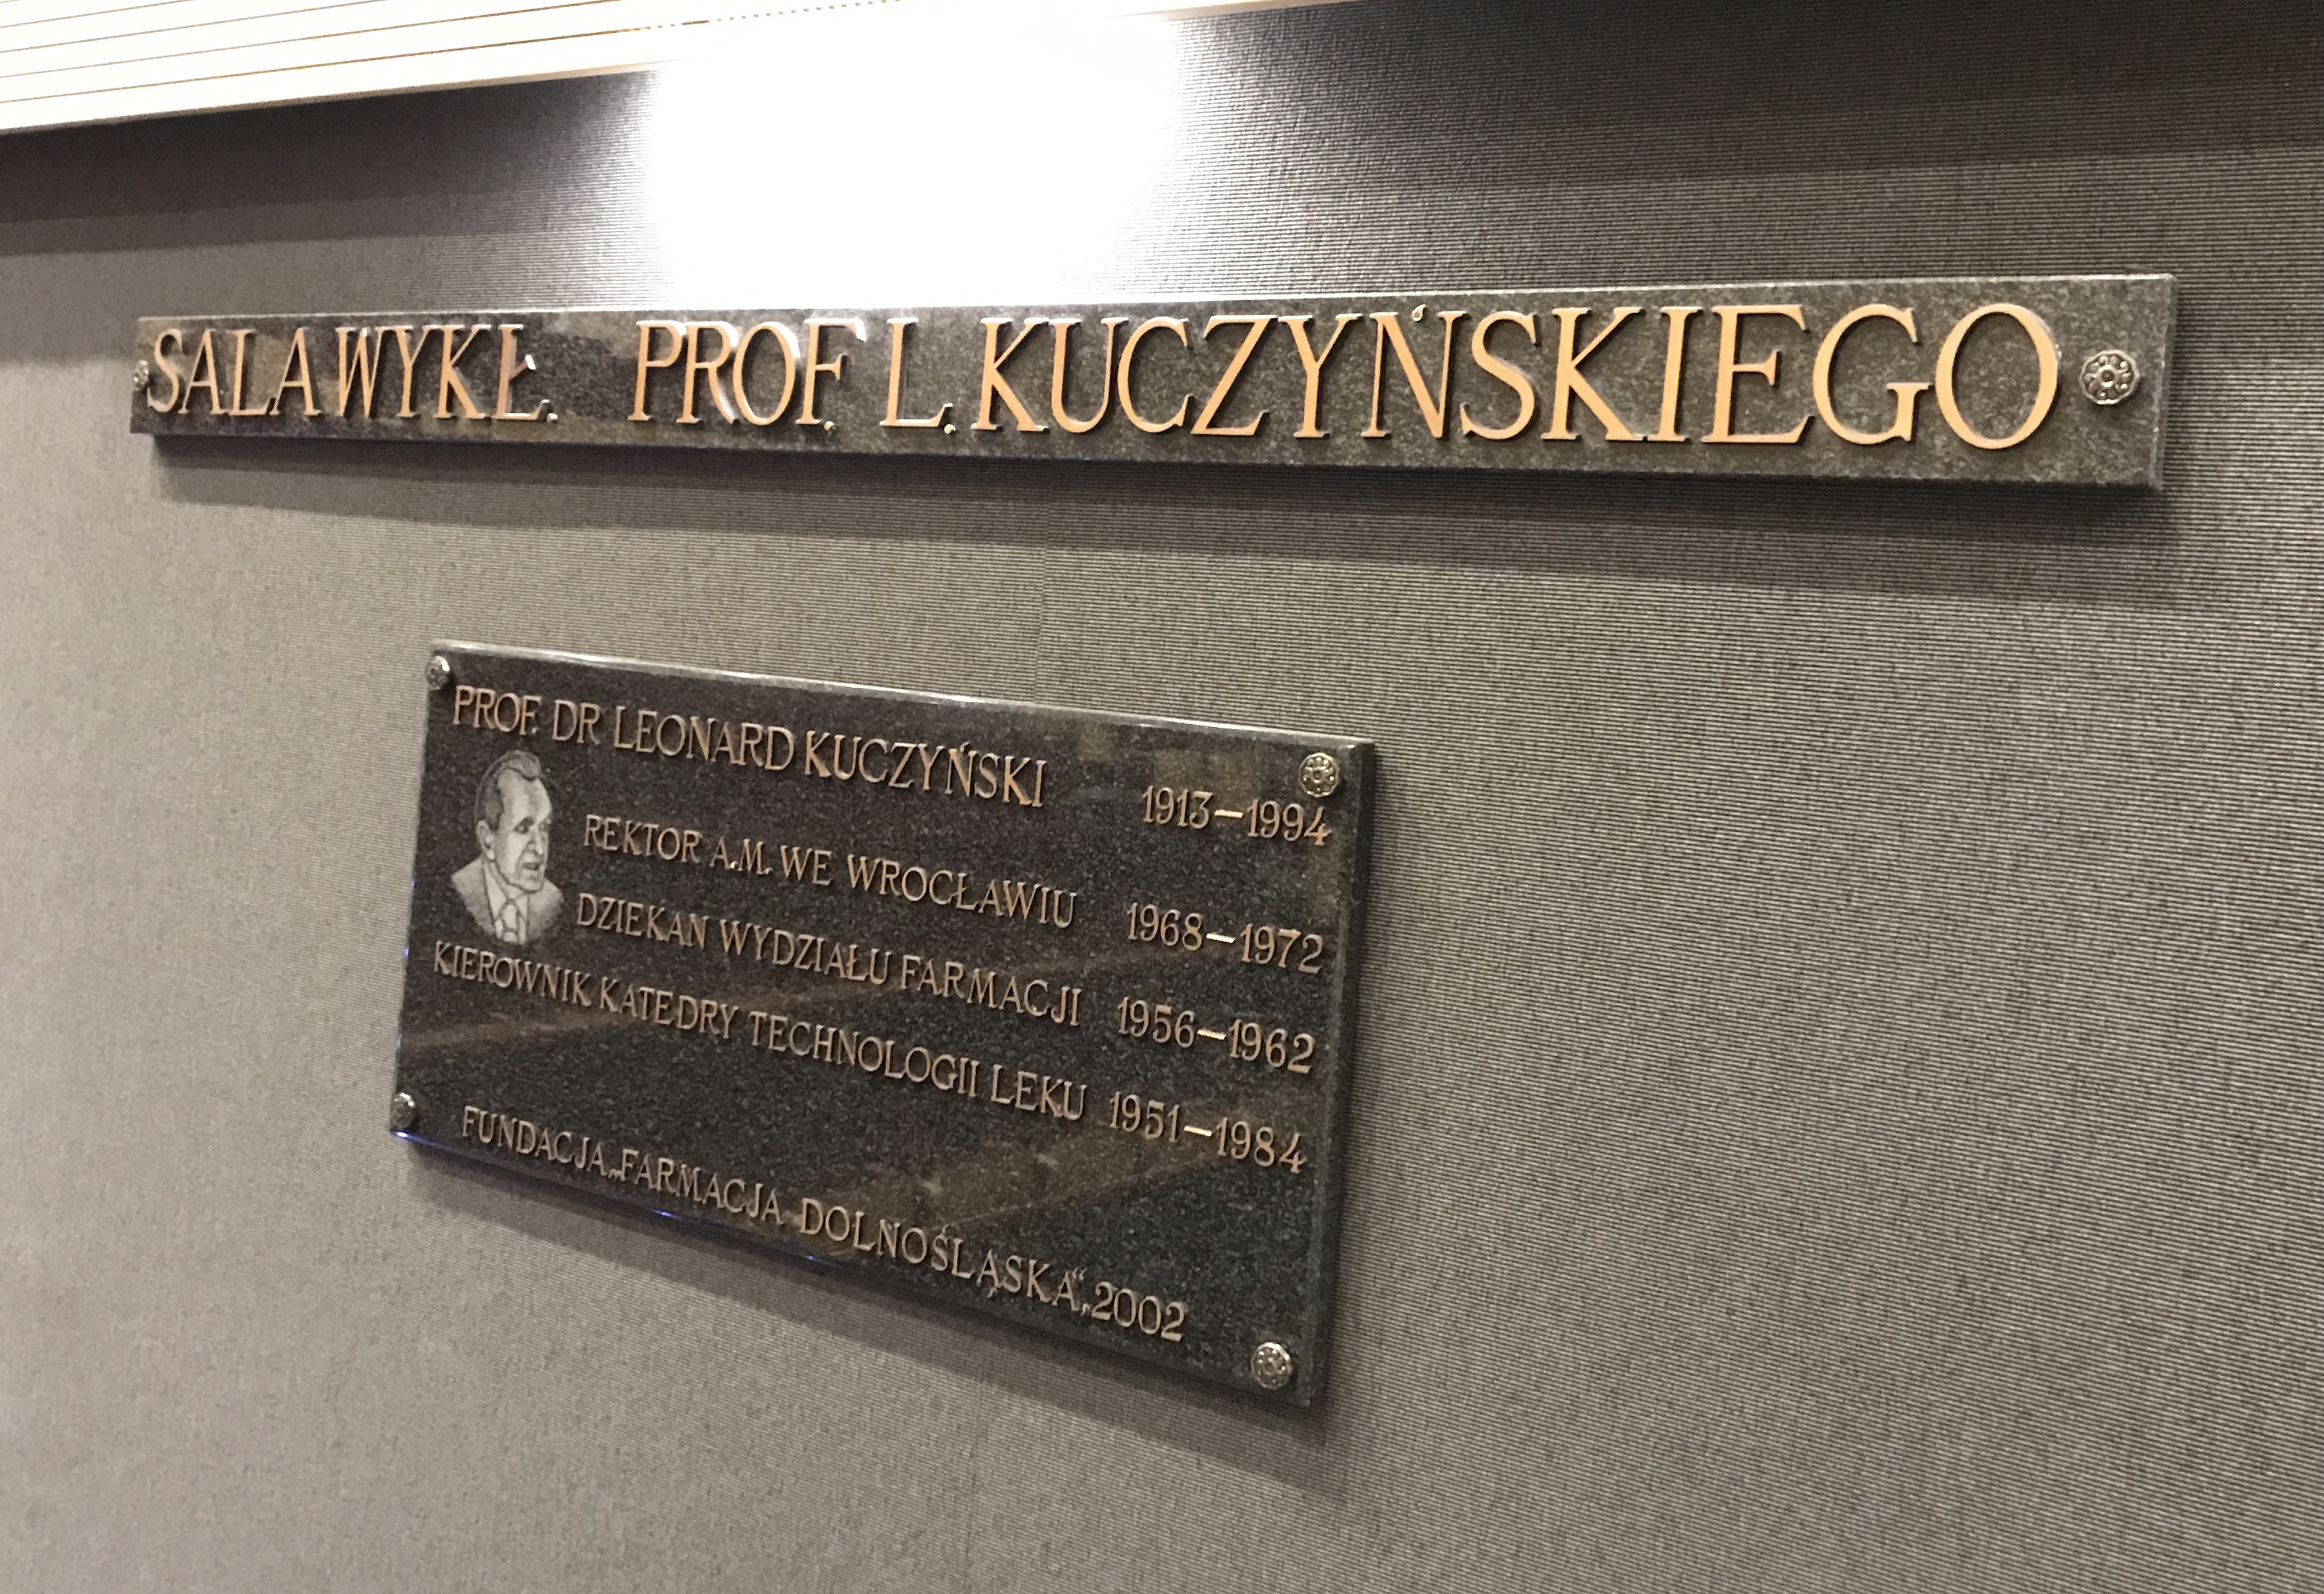 SALA WYKŁ. PROF. L. KUCZYŃSKIEGO
PROF. DR LEONARD KUCZYŃSKI 1913–1994
REKTOR A.M. WE WROCŁAWIU 1968–1972
DZIEKAN WYDZIAŁU FARMACJI 1956–1962
KIEROWNIK KATEDRY TECHNOLOGII LEKU 1951–1984
FUNDACJA „FARMACJA DOLNOŚLĄSKA“, 2002